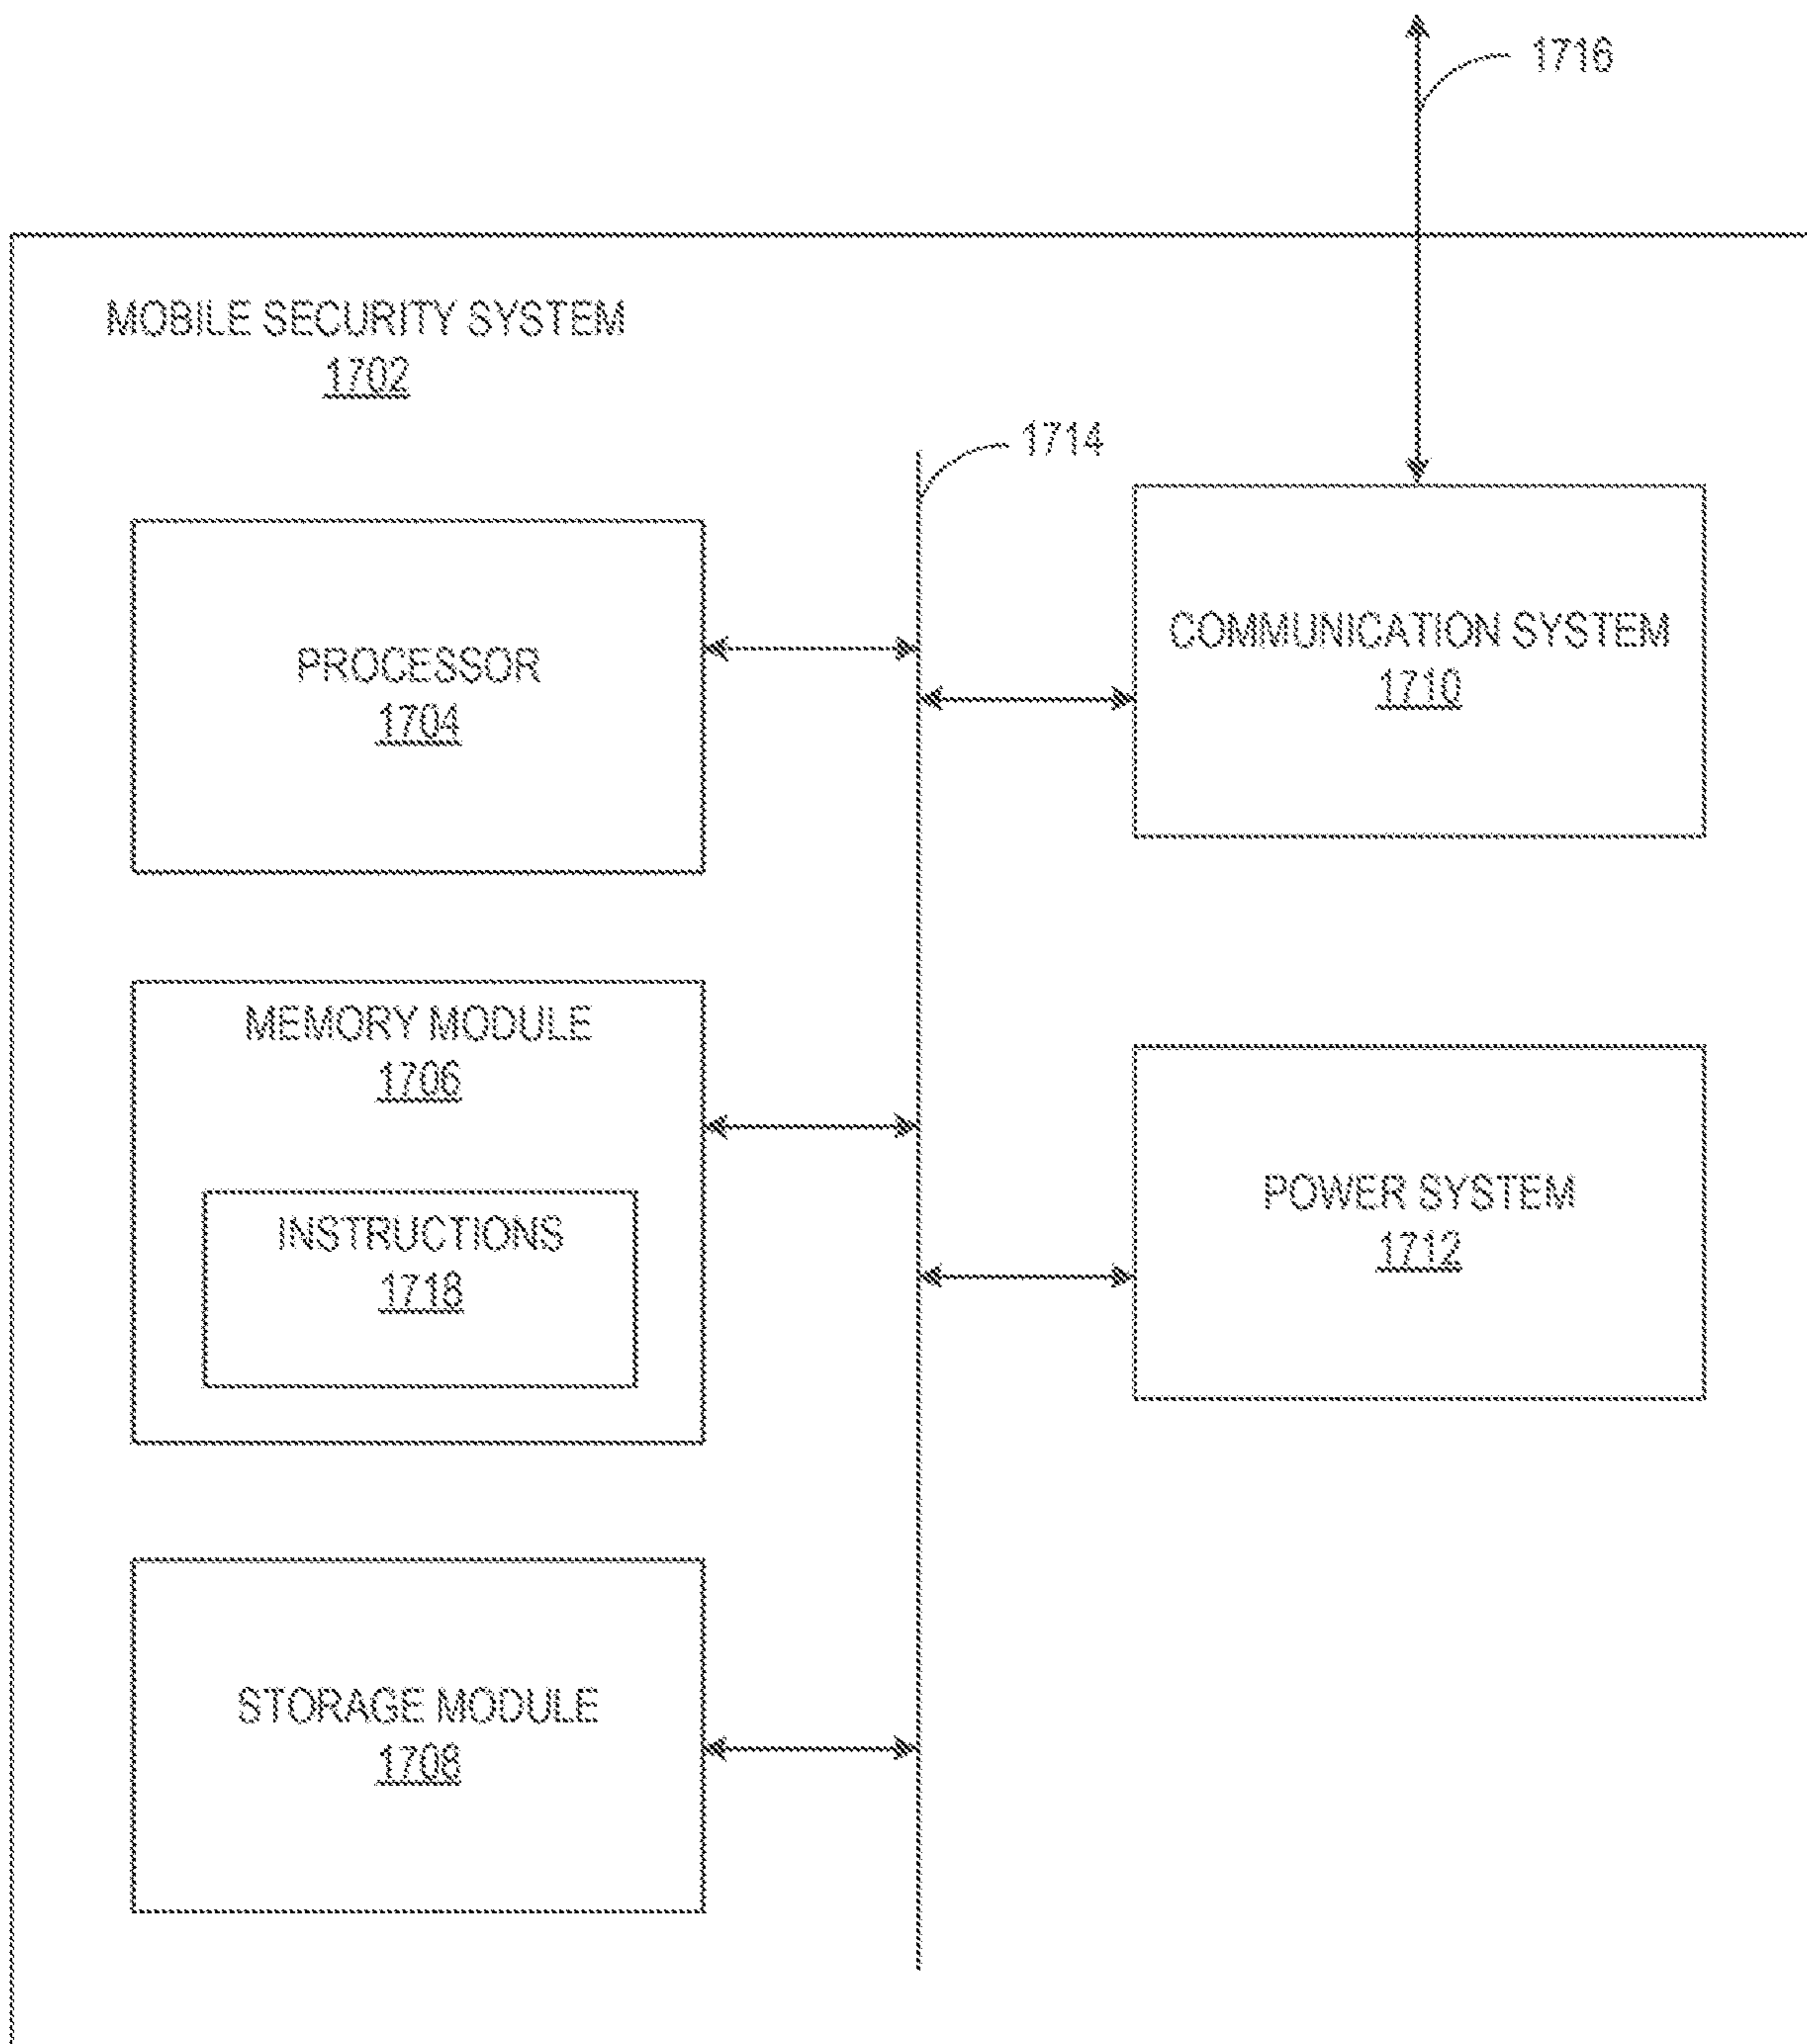 1716
MOBILE SECURITY SYSTEM
1702
1714
PROCESSOR
1704
COMMUNICATION SYSTEM
1710
MEMORY MODULE
1706
INSTRUCTIONS
1718
POWER SYSTEM
1712
STORAGE MODULE
1708